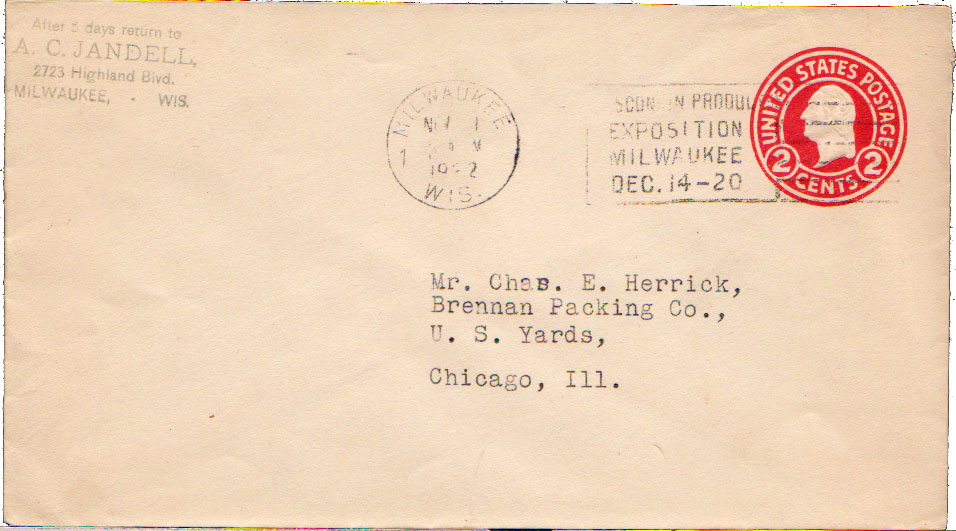 After 5 days return to
A. C. JANDELL,
2723 Highland Blvd.
MILWAUKEE, - WIS.
MILWAUKEE
1
WIS.
EXPOSITION
MILWAUKEE
DEC. 14-20
UNITED STATES POSTAGE
2 CENTS 2
Mr. Chas. E. Herrick,
Brennan Packing Co.,
U. S. Yards,
Chicago, Ill.